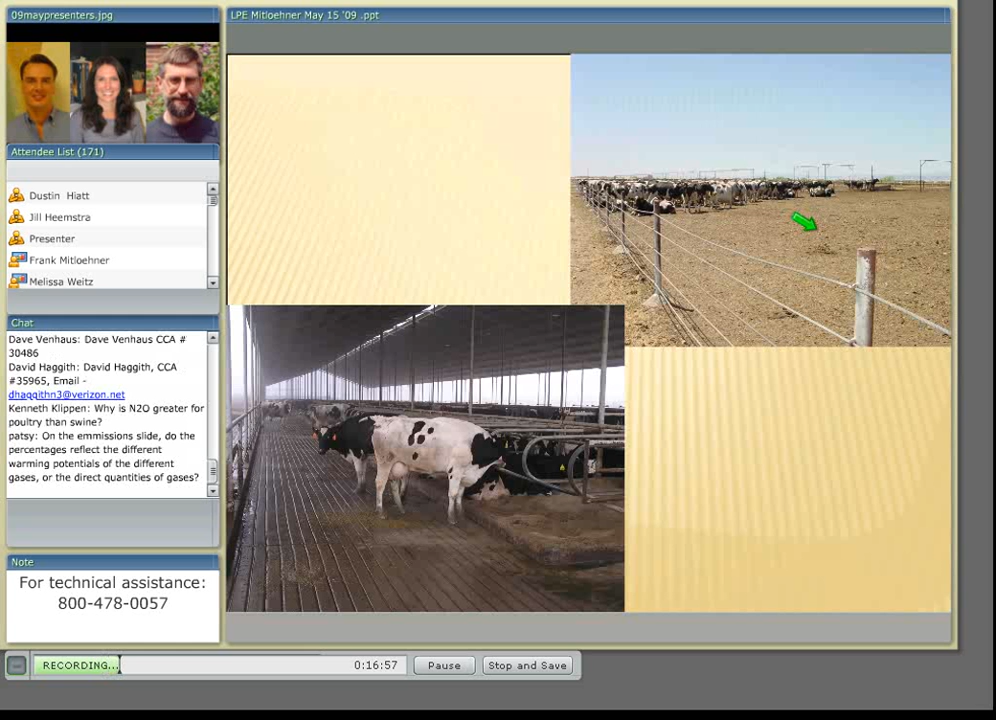 09maypresenters.jpg
LPE Mitloehner May 15 '09 .ppt
Attendee List (171)
Dustin Hiatt
Jill Heemstra
Presenter
Frank Mitloehner
Melissa Weitz
Chat
Dave Venhaus: Dave Venhaus CCA #
30486
David Haggith: David Haggith, CCA
#35965, Email -
dhaggithn3@verizon.net
Kenneth Klippen: Why is N2O greater for
poultry than swine?
patsy: On the emmissions slide, do the
percentages reflect the different
warming potentials of the different
gases, or the direct quantities of gases?
Note
For technical assistance:
800-478-0057
RECORDING...
0:16:57
Pause
Stop and Save